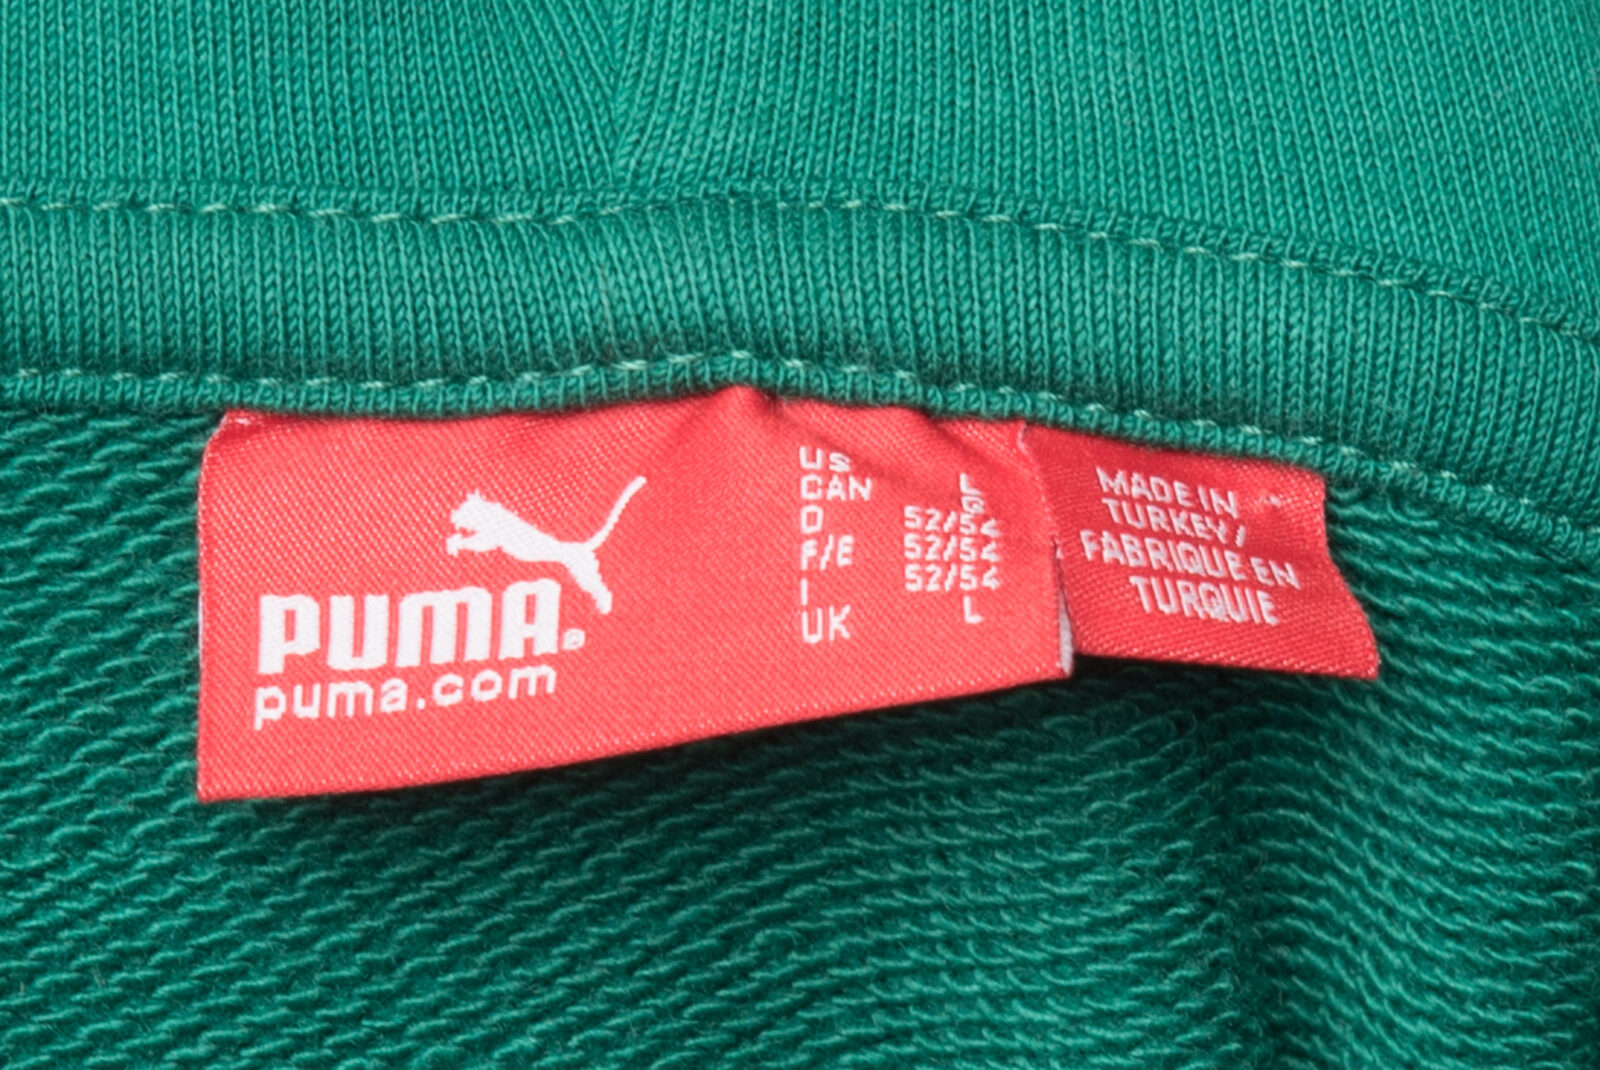 PUMA®
puma.com
US L
CAN G
D 52/54
F/E 52/54
I 52/54
UK L
MADE IN
TURKEY/
FABRIQUE EN
TURQUIE